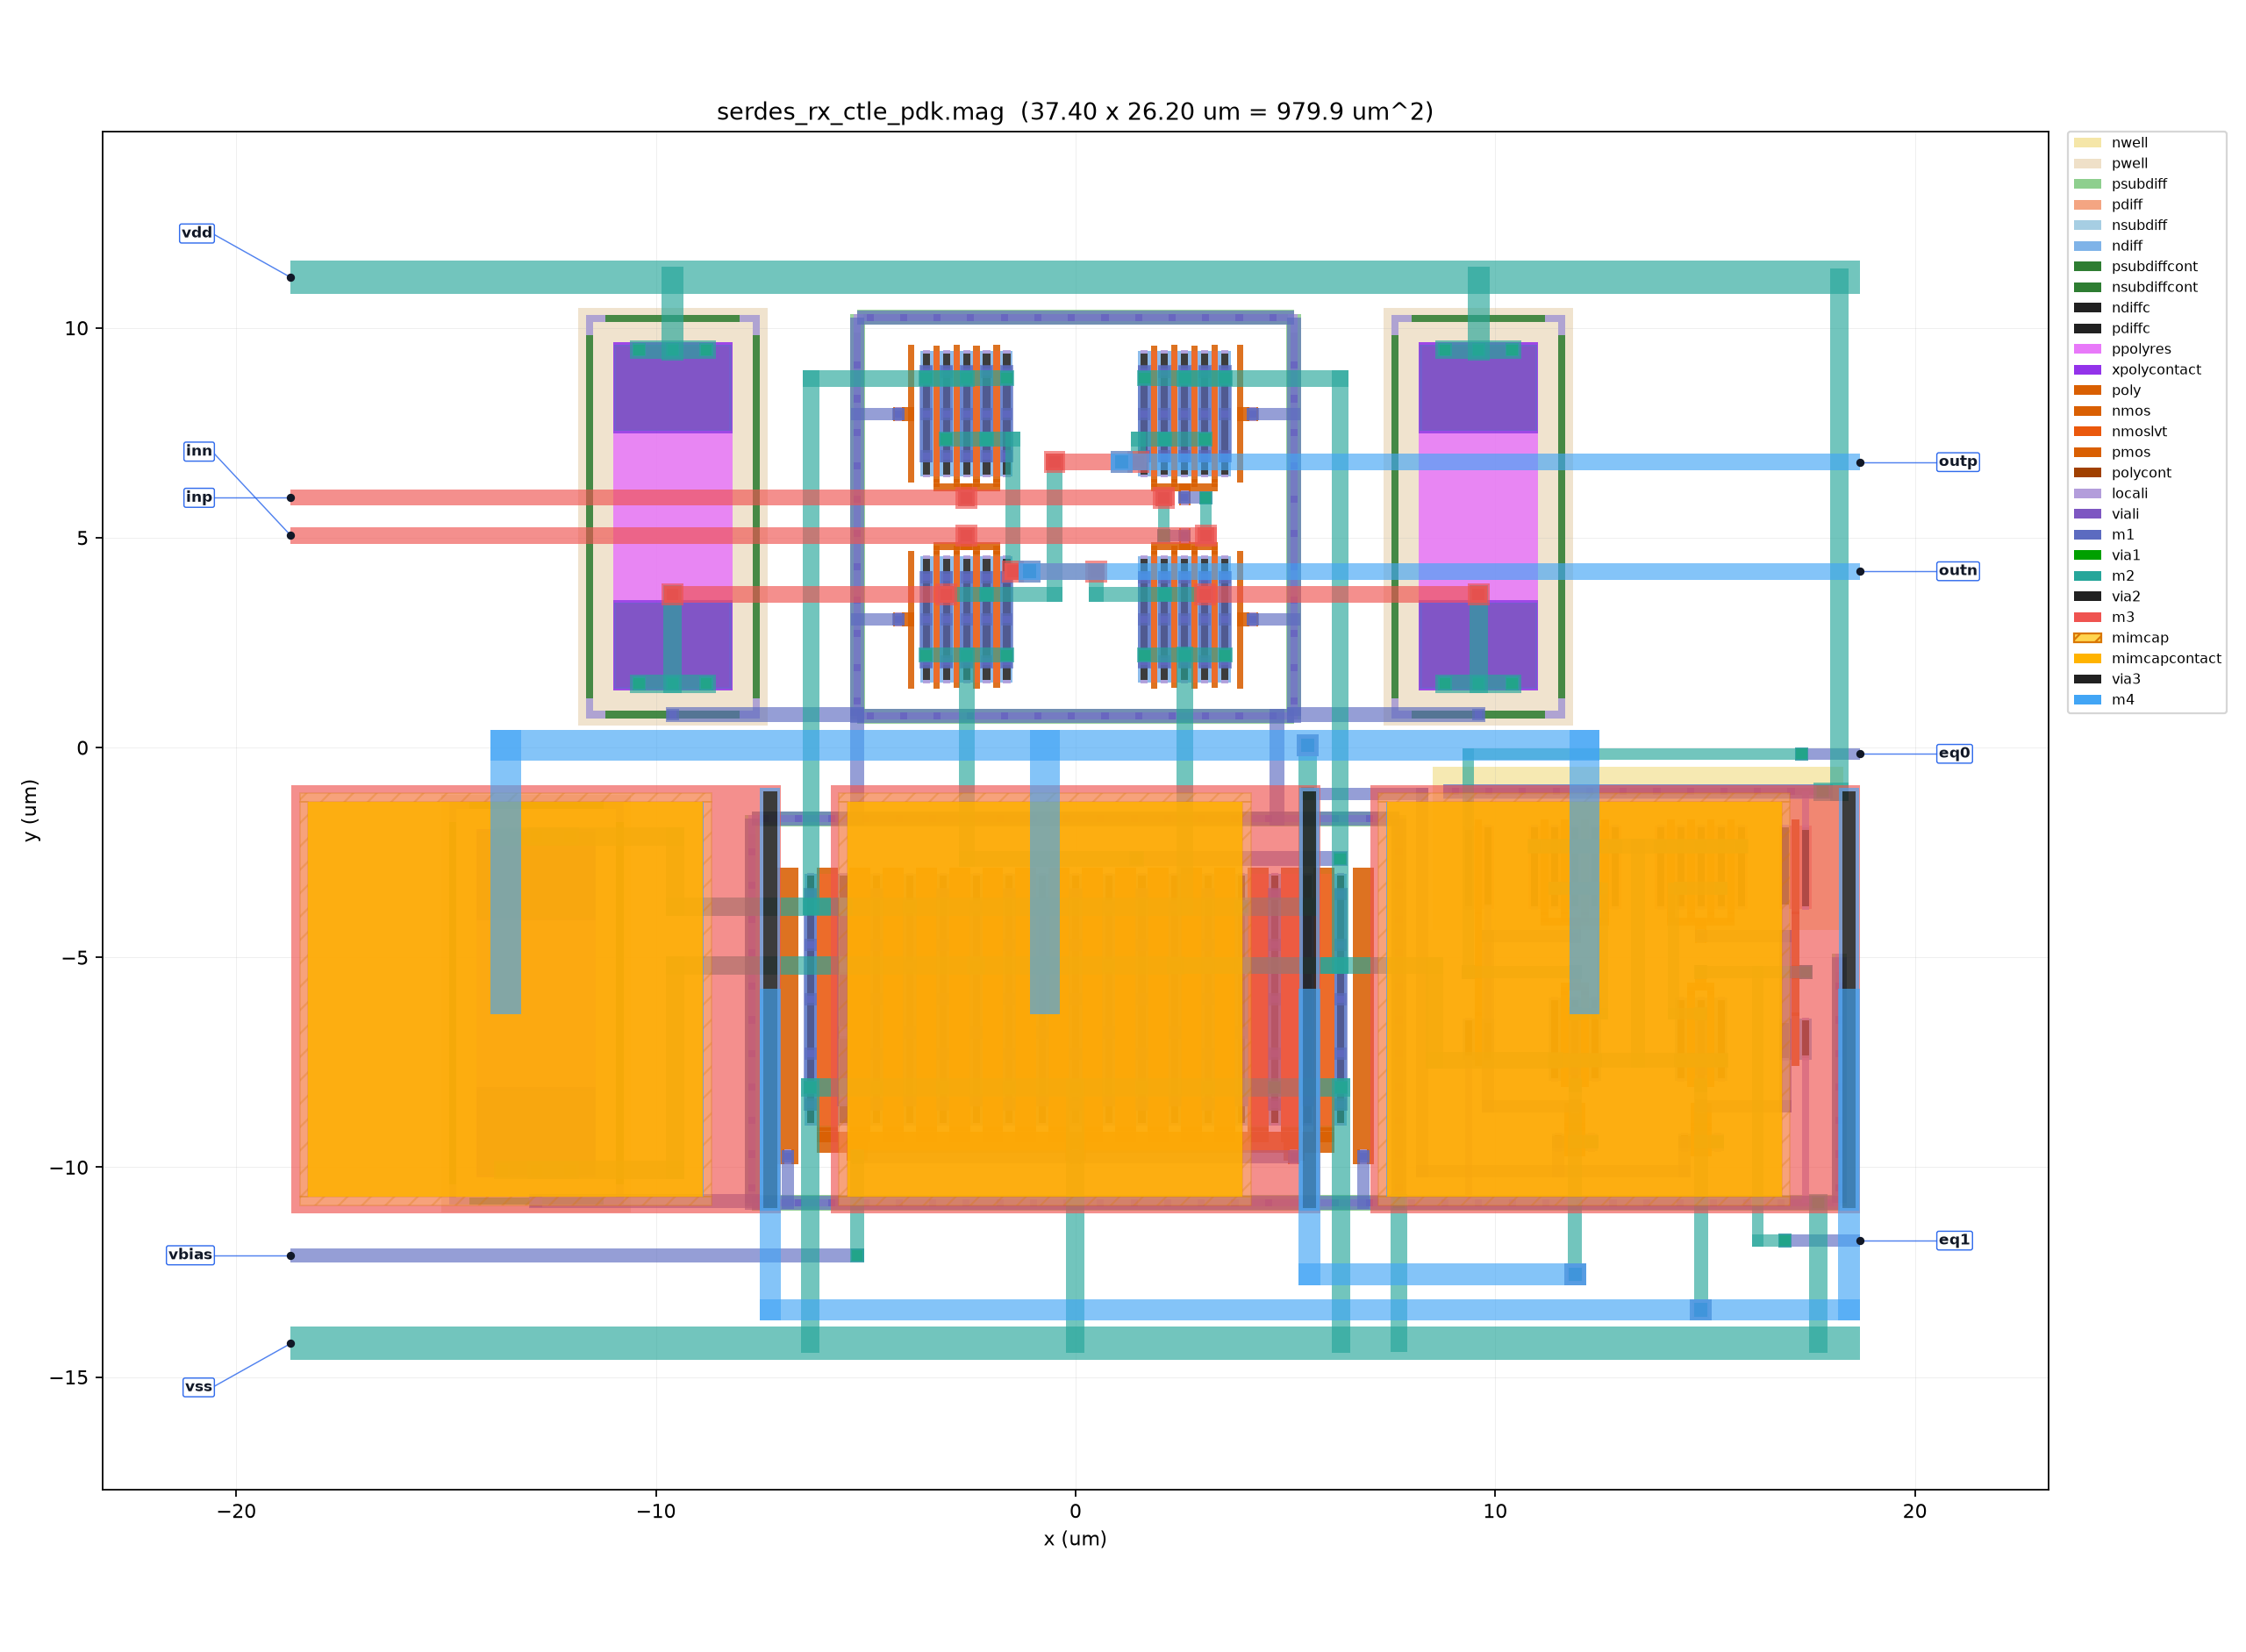 serdes_rx_ctle_pdk.mag (37.40 x 26.20 um = 979.9 um^2)
nwell
pwell
psubdiff
pdiff
nsubdiff
ndiff
psubdiffcont
nsubdiffcont
ndiffc
pdiffc
ppolyres
xpolycontact
poly
nmos
nmoslvt
pmos
polycont
locali
viali
m1
via1
m2
via2
m3
mimcap
mimcapcontact
via3
m4
vdd
inn
inp
vbias
vss
outp
outn
eq0
eq1
10
5
0
−5
−10
−15
y (um)
−20
−10
0
10
20
x (um)